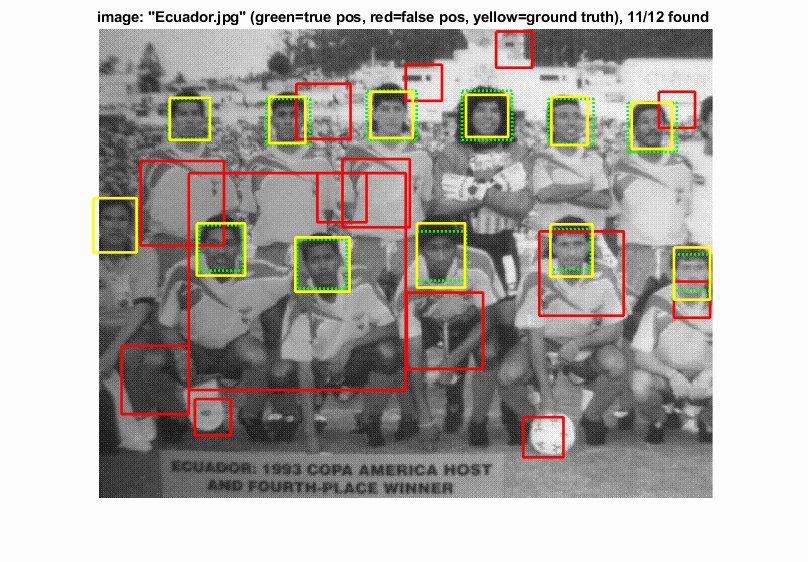 image: "Ecuador.jpg" (green=true pos, red=false pos, yellow=ground truth), 11/12 found
ECUADOR: 1993 COPA AMERICA HOST
AND FOURTH-PLACE WINNER